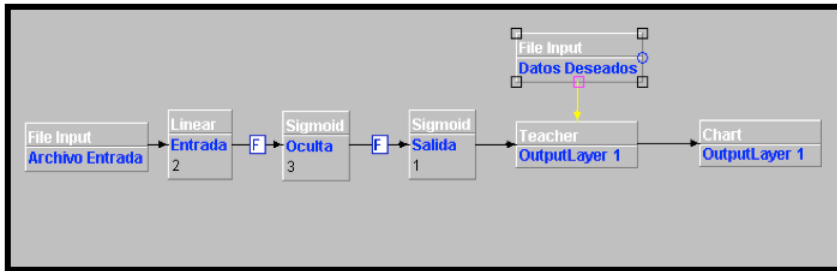 File Input
Datos Deseados
File Input
Archivo Entrada
Linear
Entrada
2
F
Sigmoid
Oculta
3
F
Sigmoid
Salida
1
Teacher
OutputLayer 1
Chart
OutputLayer 1